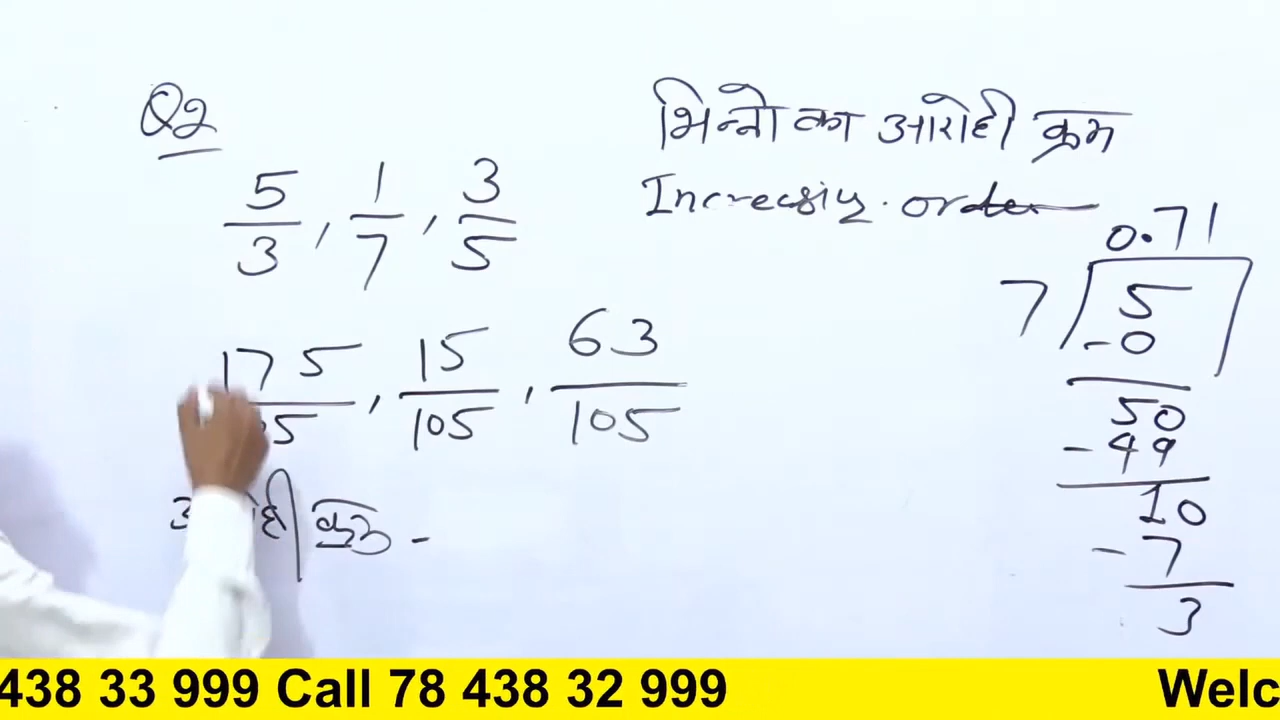 Q2
भिन्नो का आरोही क्रम
Increasing order
5/3, 1/7, 3/5
175/105, 15/105, 63/105
क्रम -
0.71
7 5
-0
50
-49
10
-7
3
438 33 999 Call 78 438 32 999 Welc